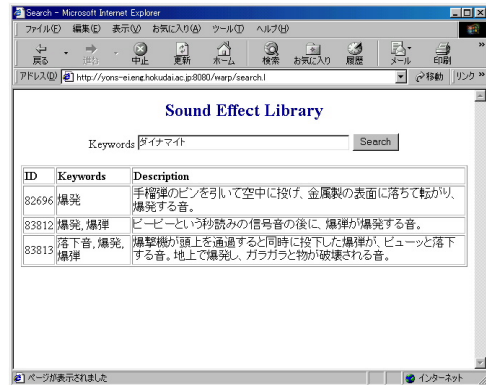 Search - Microsoft Internet Explorer
ファイル(F) 編集(E) 表示(V) お気に入り(A) ツール(T) ヘルプ(H)
戻る 進む 中止 更新 ホーム 検索 お気に入り 履歴 メール 印刷
アドレス(D) http://yons-ei.eng.hokudai.ac.jp:8080/warp/search.l 移動 リンク
Sound Effect Library
Keywords ダイナマイト Search
ID Keywords Description
82696 爆発 手榴弾のピンを引いて空中に投げ、金属製の表面に落ちて転がり、
爆発する音。
83812 爆発, 爆弾 ピーピーという秒読みの信号音の後に、爆弾が爆発する音。
83813 落下音, 爆発, 爆撃機が頭上を通過すると同時に投下した爆弾が、ビューッと落下
爆弾 する音。地上で爆発し、ガラガラと物が破壊される音。
ページが表示されました インターネット